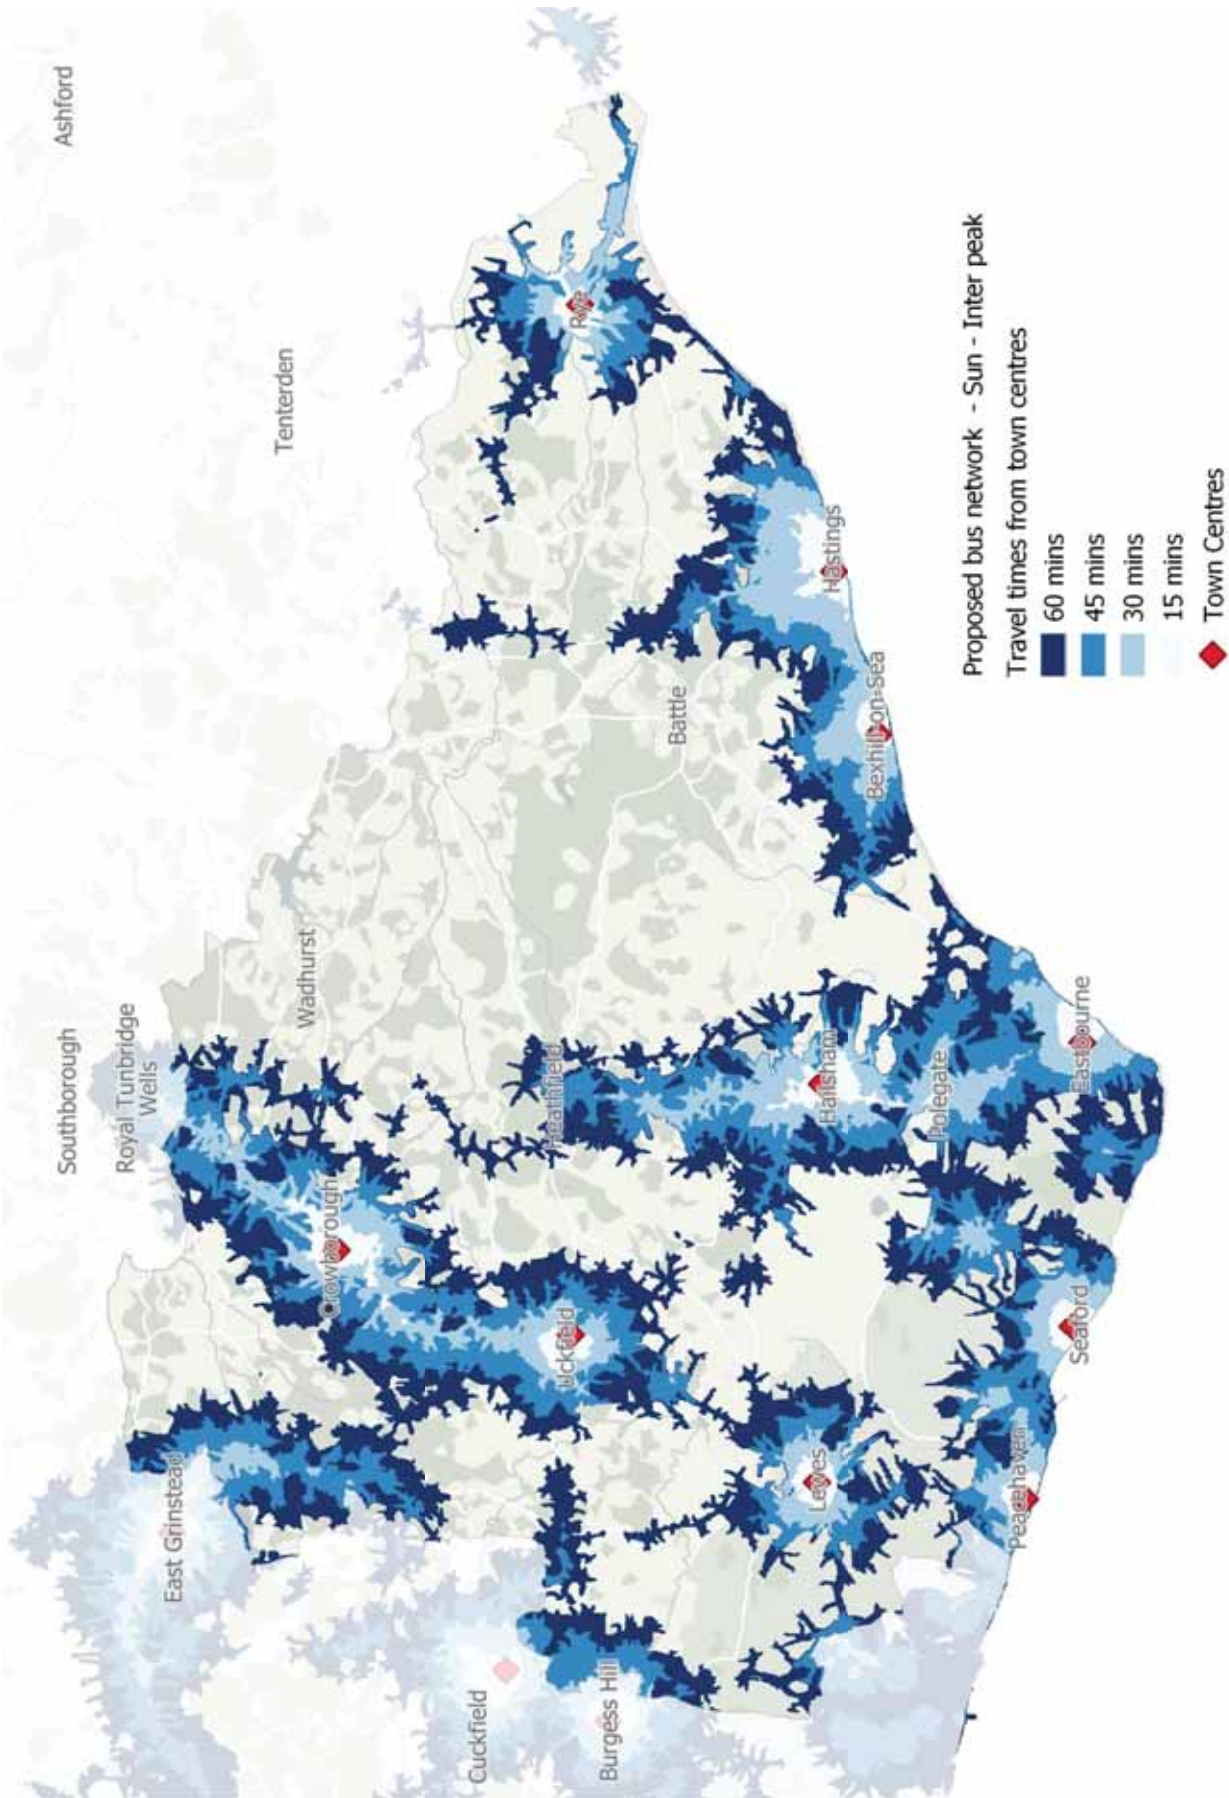 Ashford
Tenterden
Southborough
Royal Tunbridge
Wells
Wadhurst
Rye
Hastings
Battle
Bexhill-on-Sea
Crowborough
Heathfield
Hailsham
Polegate
Eastbourne
East Grinstead
Uckfield
Lewes
Seaford
Peacehaven
Cuckfield
Burgess Hill
Proposed bus network - Sun - Inter peak
Travel times from town centres
60 mins
45 mins
30 mins
15 mins
Town Centres